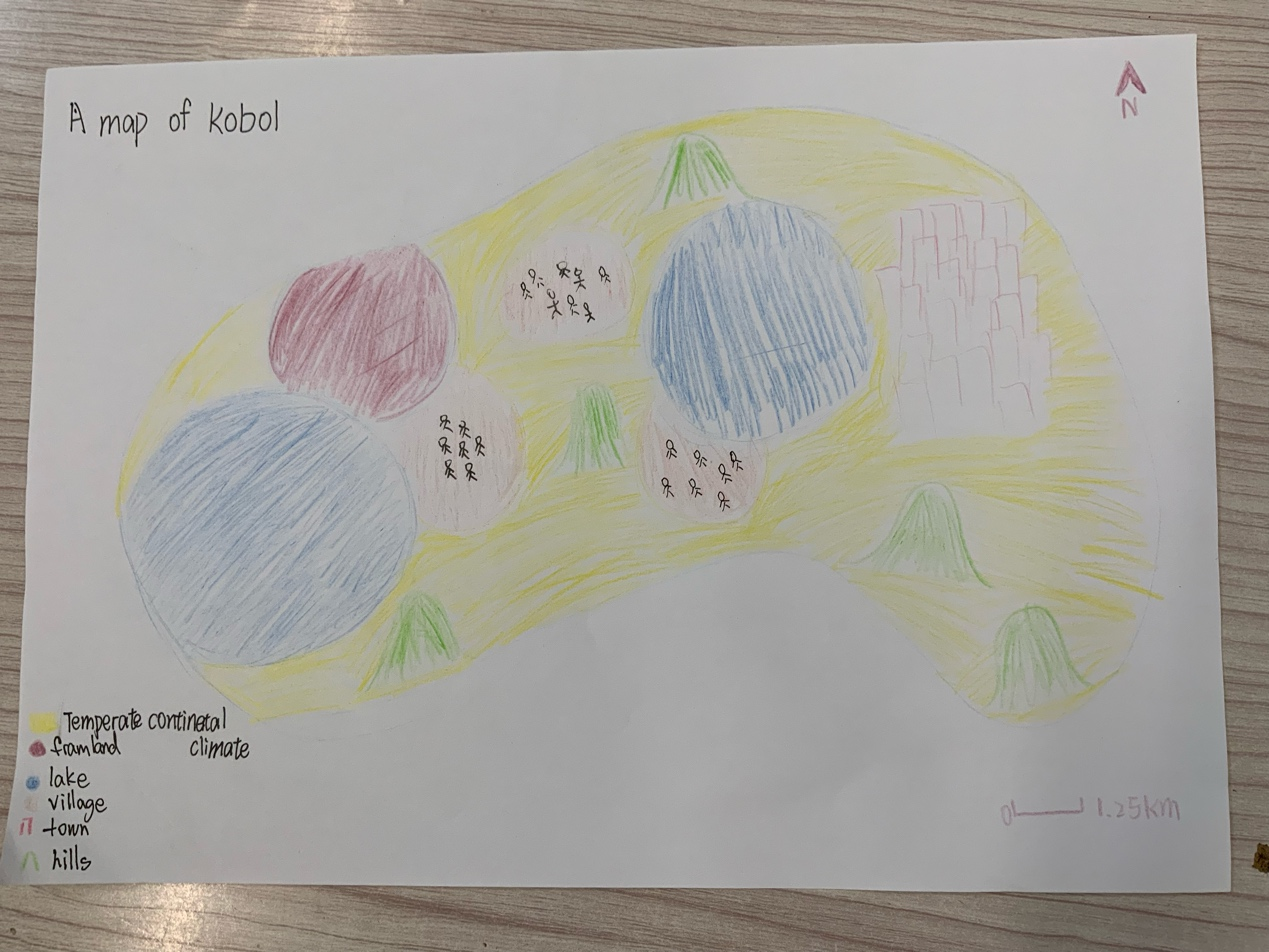 A map of Kobol
N
Temperate continetal
framland climate
lake
village
town
hills
0 1.25km